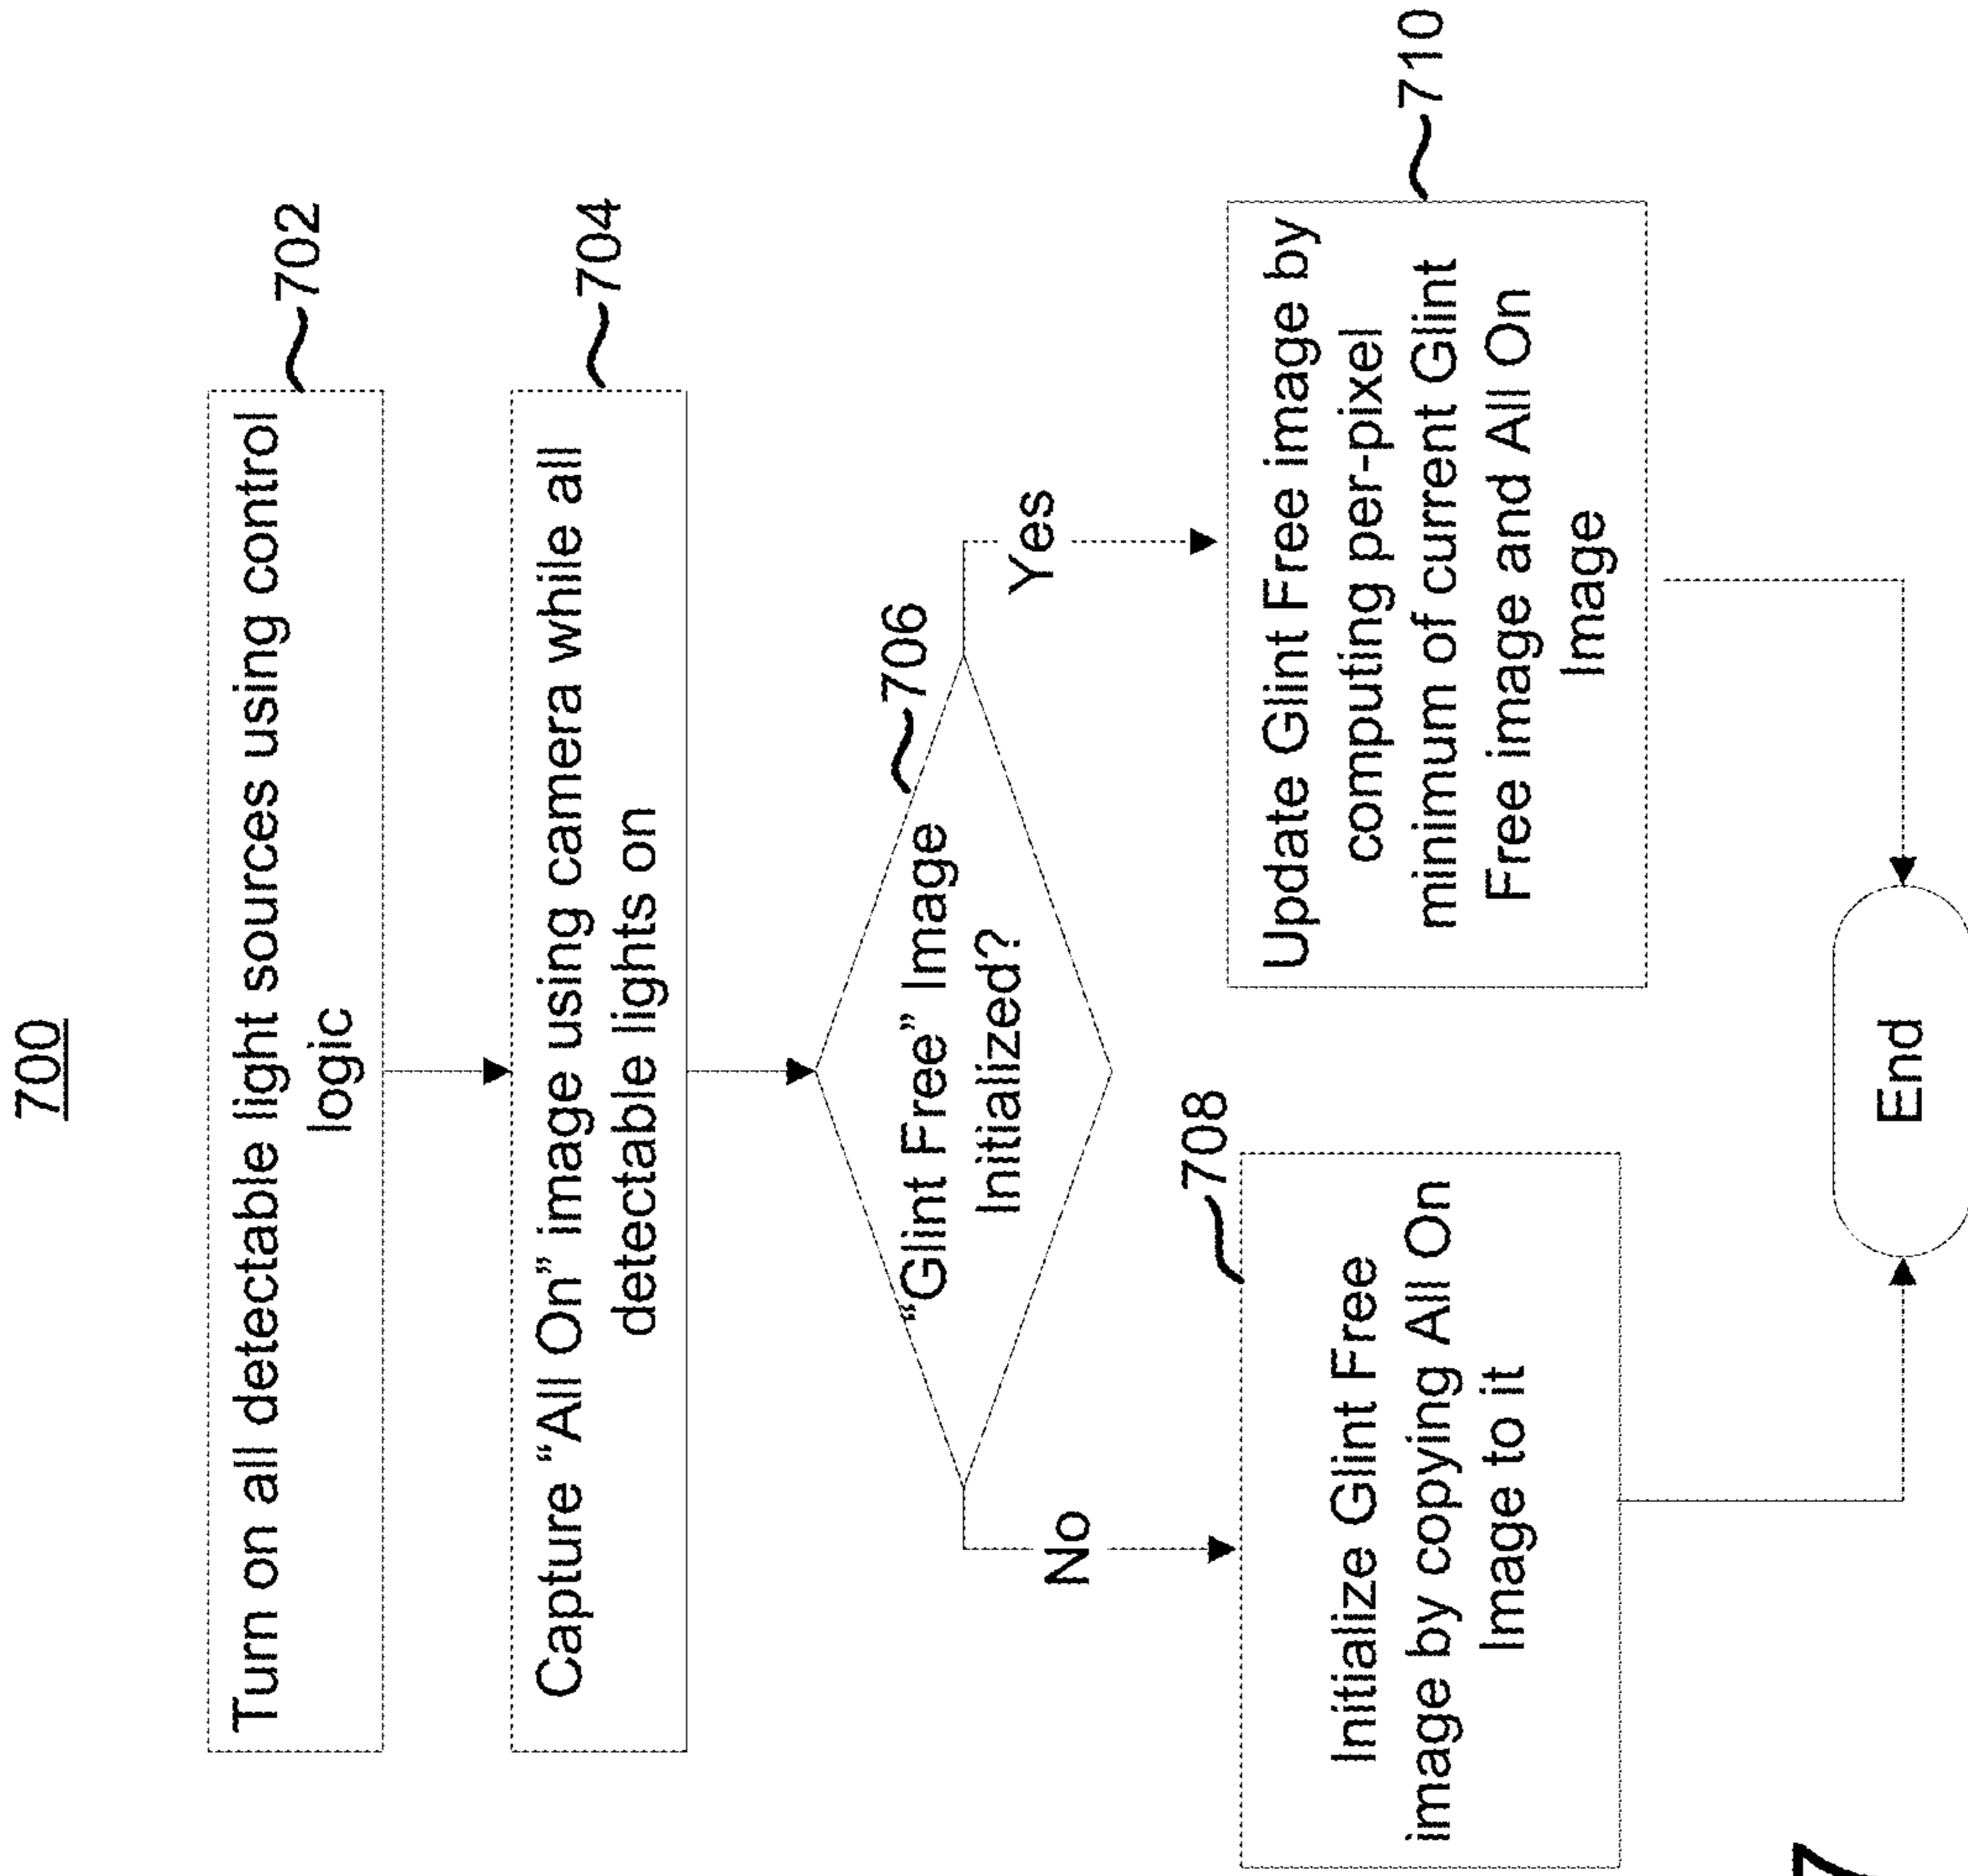 700
Turn on all detectable light sources using control
logic
702
Capture “All On” image using camera while all
detectable lights on
704
“Glint Free” Image
Initialized?
706
No
Yes
708
Initialize Glint Free
image by copying All On
Image to it
Update Glint Free image by
computing per-pixel
minimum of current Glint
Free image and All On
Image
710
End
7